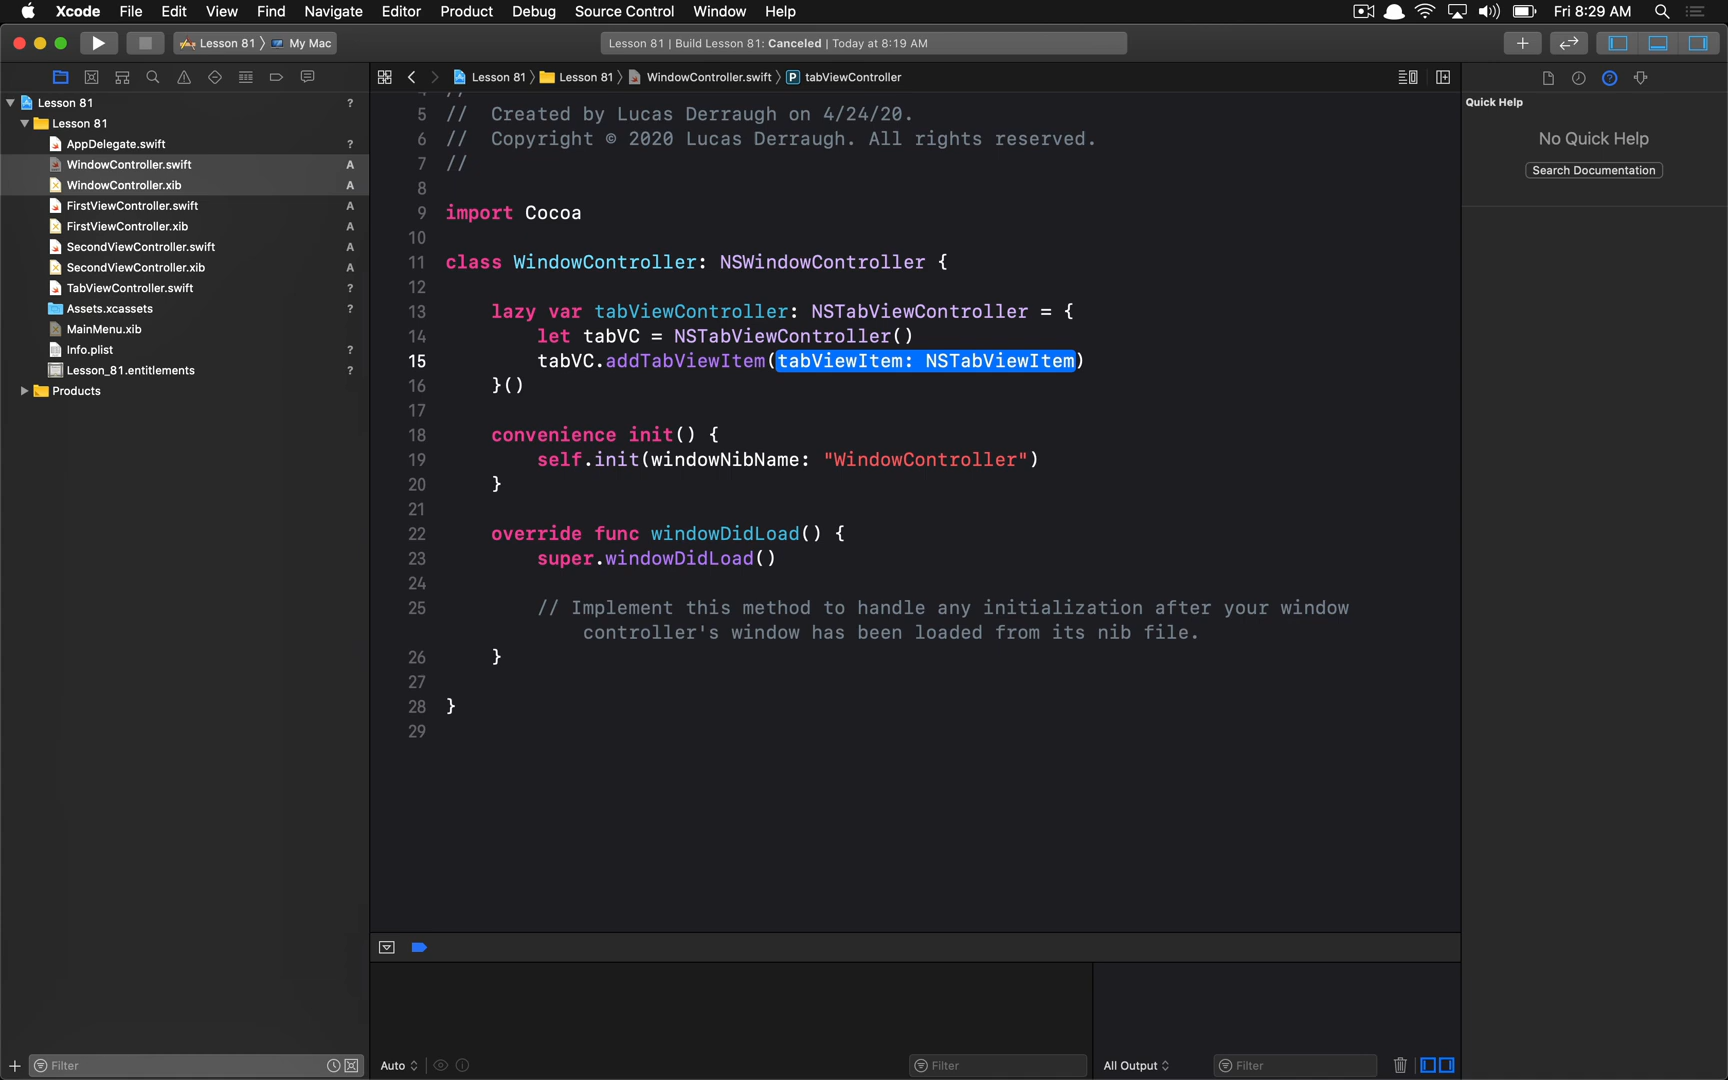 Xcode File Edit View Find Navigate Editor Product Debug Source Control Window Help Fri 8:29 AM
Lesson 81 〉 My Mac
Lesson 81 | Build Lesson 81: Canceled | Today at 8:19 AM
Lesson 81 〉 Lesson 81 〉 WindowController.swift 〉 P tabViewController
Lesson 81 ?
Lesson 81
AppDelegate.swift ?
WindowController.swift A
WindowController.xib A
FirstViewController.swift A
FirstViewController.xib A
SecondViewController.swift A
SecondViewController.xib A
TabViewController.swift ?
Assets.xcassets ?
MainMenu.xib
Info.plist ?
Lesson_81.entitlements ?
Products
5 // Created by Lucas Derraugh on 4/24/20.
6 // Copyright © 2020 Lucas Derraugh. All rights reserved.
7 //
8
9 import Cocoa
10
11 class WindowController: NSWindowController {
12
13 lazy var tabViewController: NSTabViewController = {
14 let tabVC = NSTabViewController()
15 tabVC.addTabViewItem(tabViewItem: NSTabViewItem)
16 }()
17
18 convenience init() {
19 self.init(windowNibName: "WindowController")
20 }
21
22 override func windowDidLoad() {
23 super.windowDidLoad()
24
25 // Implement this method to handle any initialization after your window
controller's window has been loaded from its nib file.
26 }
27
28 }
29
Quick Help
No Quick Help
Search Documentation
Filter
Auto
Filter
All Output
Filter